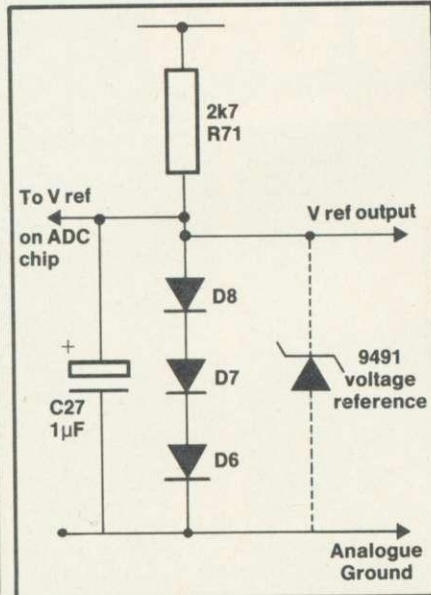 2k7
R71
To V ref
on ADC
chip
V ref output
D8
D7
D6
+
C27
1µF
9491
voltage
reference
Analogue
Ground